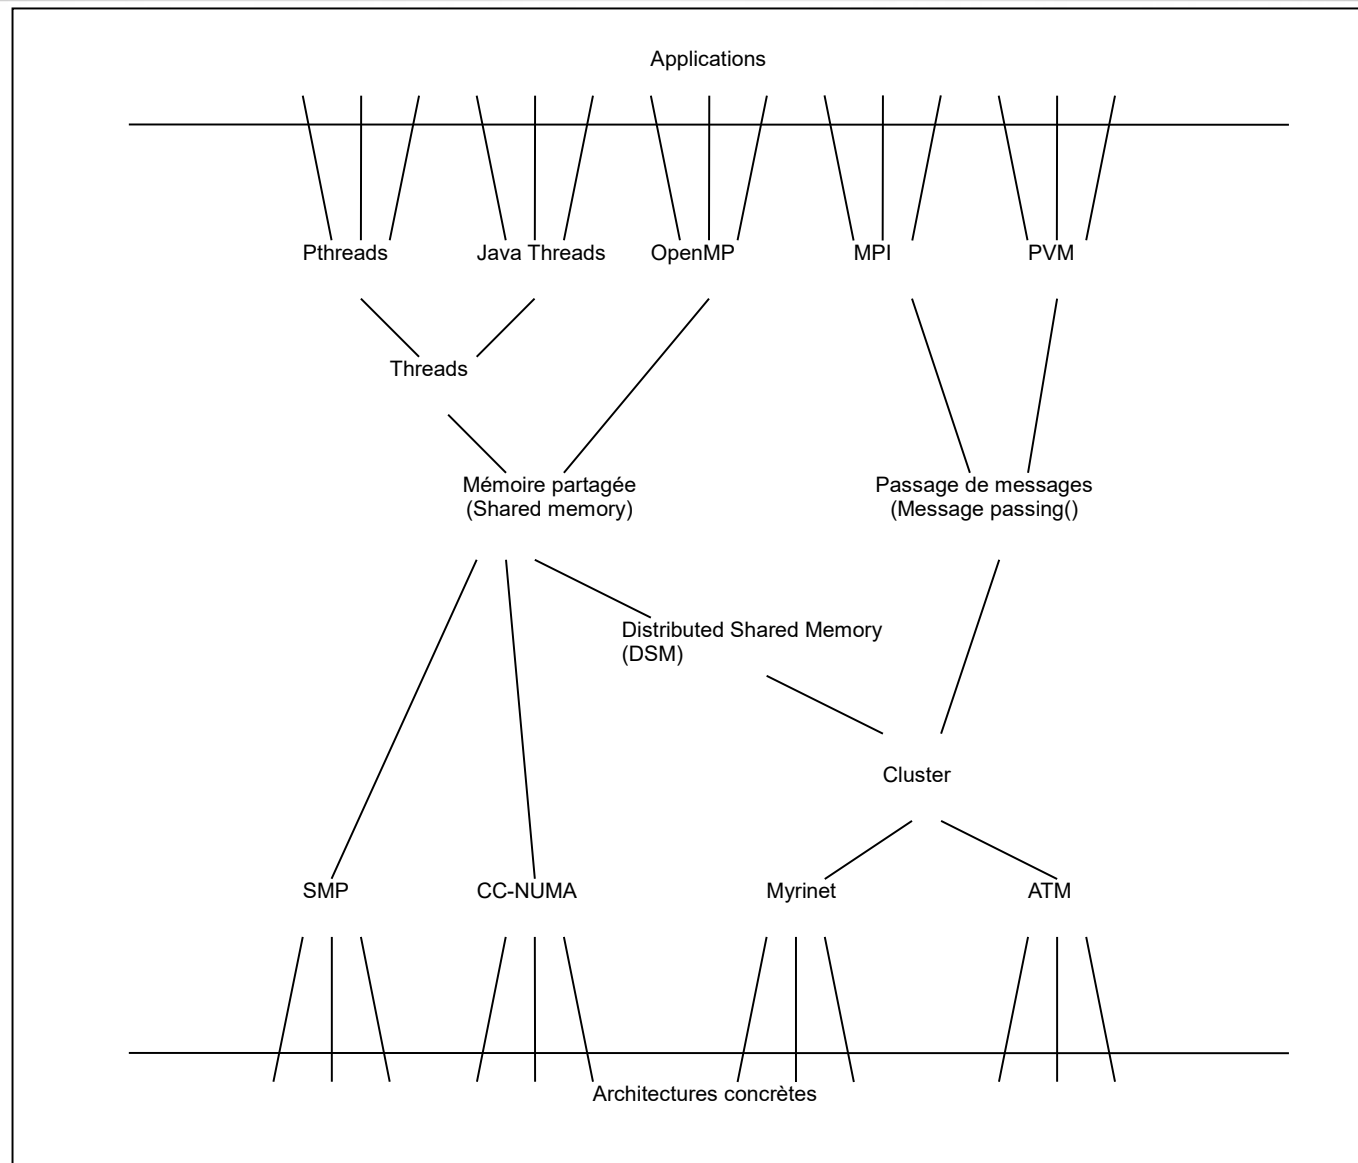 Applications
Pthreads
Java Threads
OpenMP
MPI
PVM
Threads
Mémoire partagée
(Shared memory)
Passage de messages
(Message passing()
Distributed Shared Memory
(DSM)
Cluster
SMP
CC-NUMA
Myrinet
ATM
Architectures concrètes